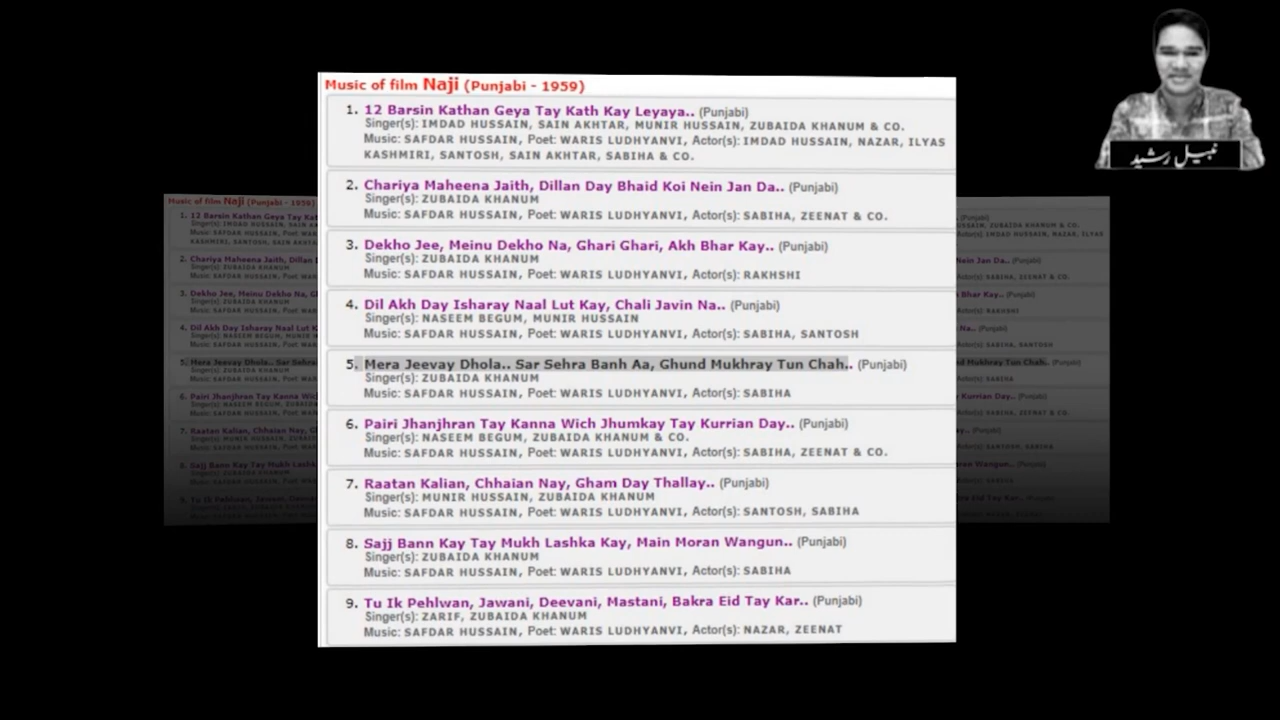 Music of film Naji (Punjabi - 1959)
1. 12 Barsin Kathan Geya Tay Kath Kay Leyaya.. (Punjabi)
Singer(s): IMDAD HUSSAIN, SAIN AKHTAR, MUNIR HUSSAIN, ZUBAIDA KHANUM & CO.
Music: SAFDAR HUSSAIN, Poet: WARIS LUDHYANVI, Actor(s): IMDAD HUSSAIN, NAZAR, ILYAS
KASHMIRI, SANTOSH, SAIN AKHTAR, SABIHA & CO.
2. Chariya Maheena Jaith, Dillan Day Bhaid Koi Nein Jan Da.. (Punjabi)
Singer(s): ZUBAIDA KHANUM
Music: SAFDAR HUSSAIN, Poet: WARIS LUDHYANVI, Actor(s): SABIHA, ZEENAT & CO.
3. Dekho Jee, Meinu Dekho Na, Ghari Ghari, Akh Bhar Kay.. (Punjabi)
Singer(s): ZUBAIDA KHANUM
Music: SAFDAR HUSSAIN, Poet: WARIS LUDHYANVI, Actor(s): RAKHSHI
4. Dil Akh Day Isharay Naal Lut Kay, Chali Javin Na.. (Punjabi)
Singer(s): NASEEM BEGUM, MUNIR HUSSAIN
Music: SAFDAR HUSSAIN, Poet: WARIS LUDHYANVI, Actor(s): SABIHA, SANTOSH
5. Mera Jeevay Dhola.. Sar Sehra Banh Aa, Ghund Mukhray Tun Chah.. (Punjabi)
Singer(s): ZUBAIDA KHANUM
Music: SAFDAR HUSSAIN, Poet: WARIS LUDHYANVI, Actor(s): SABIHA
6. Pairi Jhanjhran Tay Kanna Wich Jhumkay Tay Kurrian Day.. (Punjabi)
Singer(s): NASEEM BEGUM, ZUBAIDA KHANUM & CO.
Music: SAFDAR HUSSAIN, Poet: WARIS LUDHYANVI, Actor(s): SABIHA, ZEENAT & CO.
7. Raatan Kalian, Chhaian Nay, Gham Day Thallay.. (Punjabi)
Singer(s): MUNIR HUSSAIN, ZUBAIDA KHANUM
Music: SAFDAR HUSSAIN, Poet: WARIS LUDHYANVI, Actor(s): SANTOSH, SABIHA
8. Sajj Bann Kay Tay Mukh Lashka Kay, Main Moran Wangun.. (Punjabi)
Singer(s): ZUBAIDA KHANUM
Music: SAFDAR HUSSAIN, Poet: WARIS LUDHYANVI, Actor(s): SABIHA
9. Tu Ik Pehlwan, Jawani, Deevani, Mastani, Bakra Eid Tay Kar.. (Punjabi)
Singer(s): ZARIF, ZUBAIDA KHANUM
Music: SAFDAR HUSSAIN, Poet: WARIS LUDHYANVI, Actor(s): NAZAR, ZEENAT
نبیل رشید